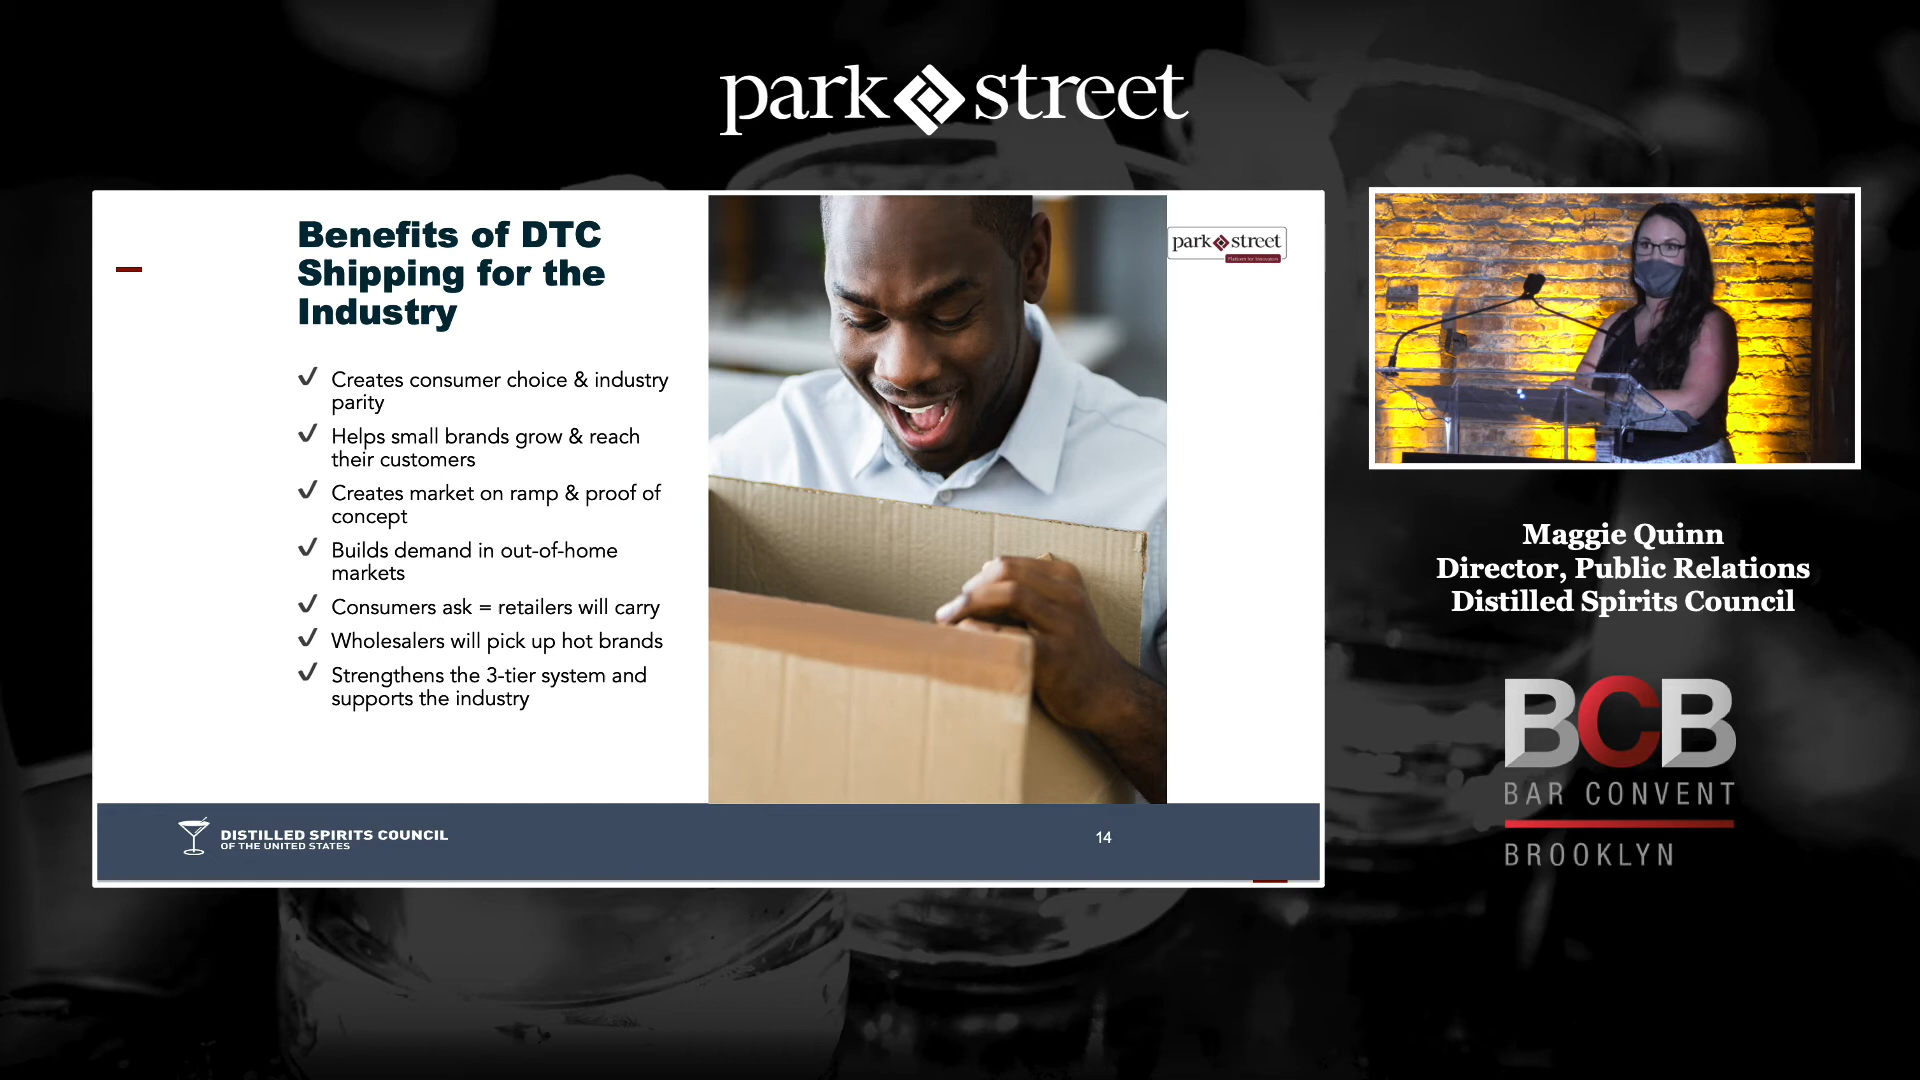 park street
Benefits of DTC
Shipping for the
Industry
✓ Creates consumer choice & industry
parity
✓ Helps small brands grow & reach
their customers
✓ Creates market on ramp & proof of
concept
✓ Builds demand in out-of-home
markets
✓ Consumers ask = retailers will carry
✓ Wholesalers will pick up hot brands
✓ Strengthens the 3-tier system and
supports the industry
park street
Platform for Innovators
DISTILLED SPIRITS COUNCIL
OF THE UNITED STATES
14
Maggie Quinn
Director, Public Relations
Distilled Spirits Council
BCB
BAR CONVENT
BROOKLYN